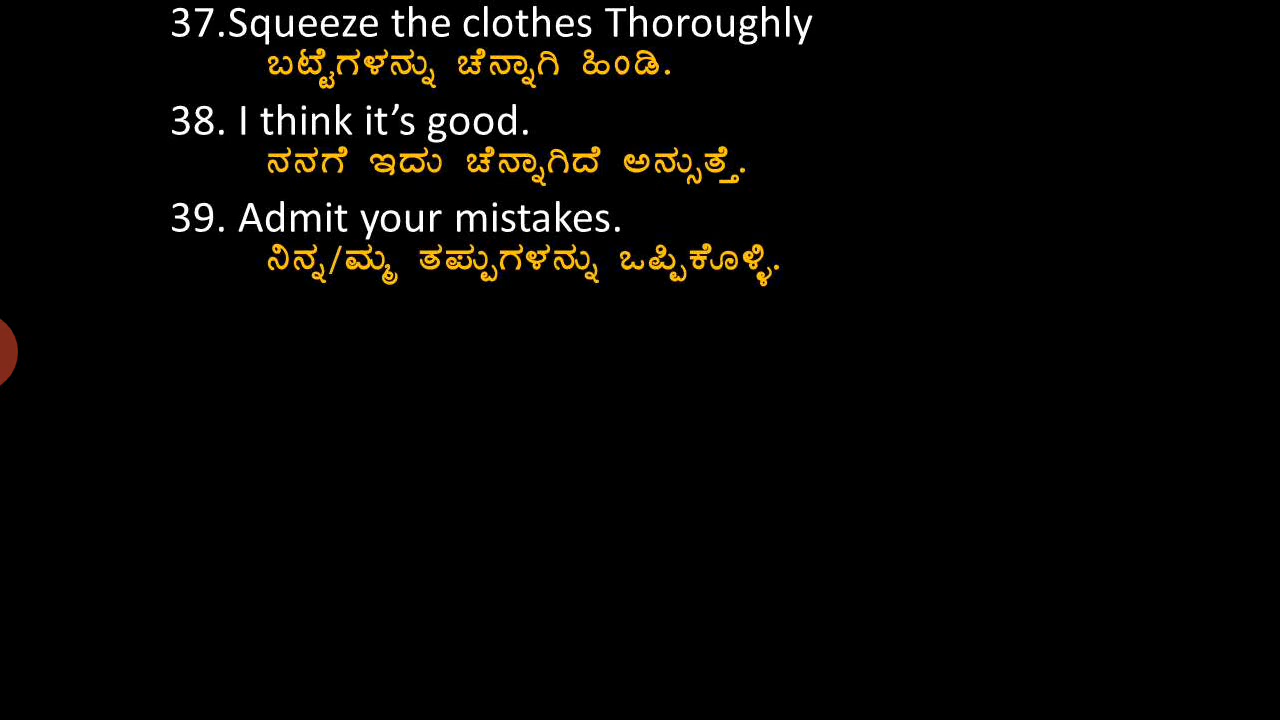 37.Squeeze the clothes Thoroughly
ಬಟ್ಟೆಗಳನ್ನು ಚೆನ್ನಾಗಿ ಹಿಂಡಿ.
38. I think it’s good.
ನನಗೆ ಇದು ಚೆನ್ನಾಗಿದೆ ಅನ್ಸುತ್ತೆ.
39. Admit your mistakes.
ನಿನ್ನ/ಮ್ಮ ತಪ್ಪುಗಳನ್ನು ಒಪ್ಪಿಕೊಳ್ಳಿ.